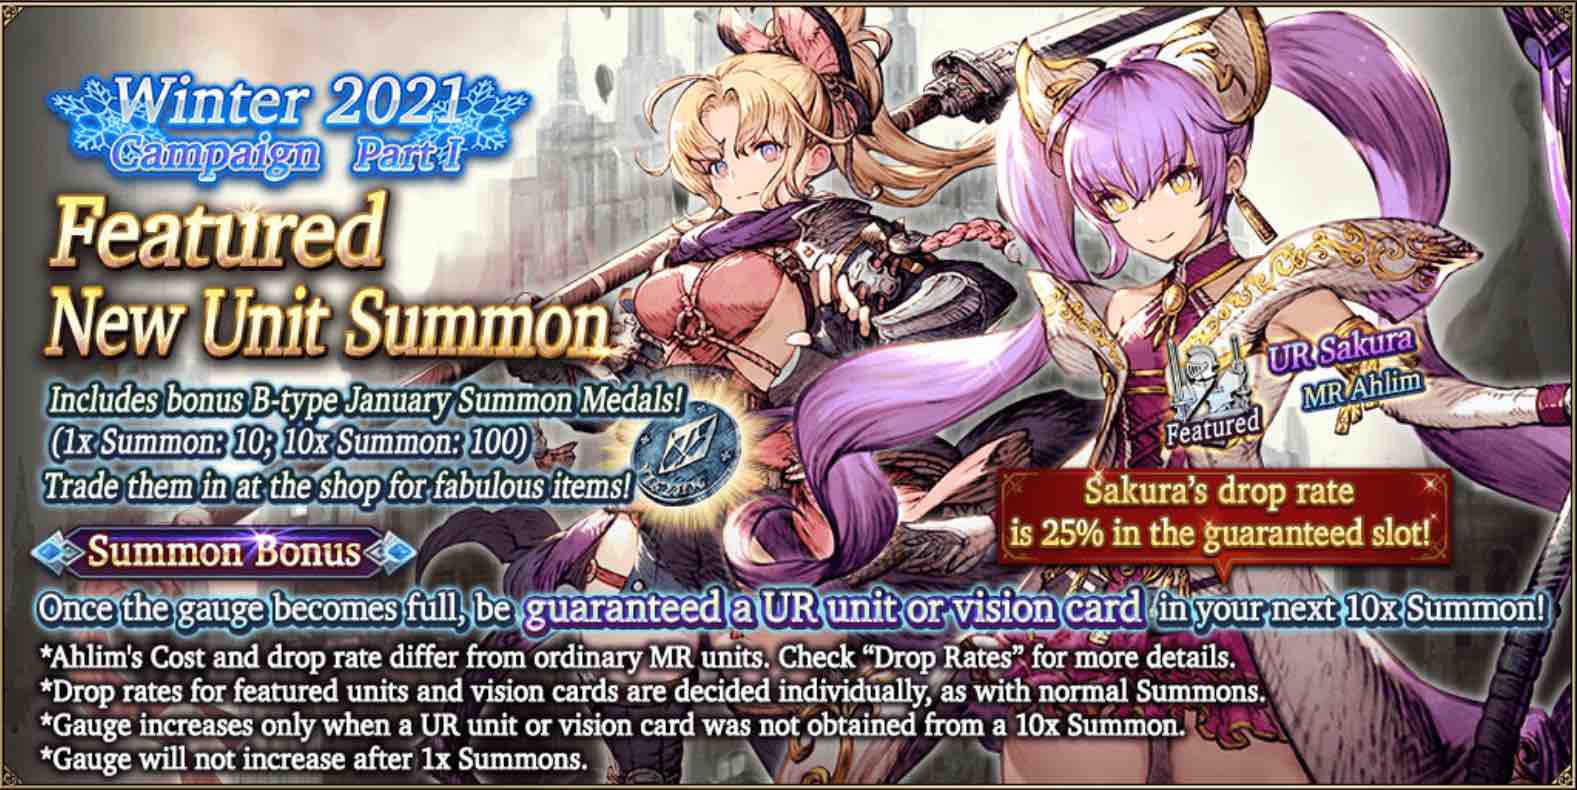 Winter 2021
Campaign Part I
Featured
New Unit Summon
Includes bonus B-type January Summon Medals!
(1x Summon: 10; 10x Summon: 100)
Trade them in at the shop for fabulous items!
UR Sakura
MR Ahlim
Featured
Sakura's drop rate
is 25% in the guaranteed slot!
Summon Bonus
Once the gauge becomes full, be guaranteed a UR unit or vision card in your next 10x Summon!
*Ahlim's Cost and drop rate differ from ordinary MR units. Check “Drop Rates” for more details.
*Drop rates for featured units and vision cards are decided individually, as with normal Summons.
*Gauge increases only when a UR unit or vision card was not obtained from a 10x Summon.
*Gauge will not increase after 1x Summons.